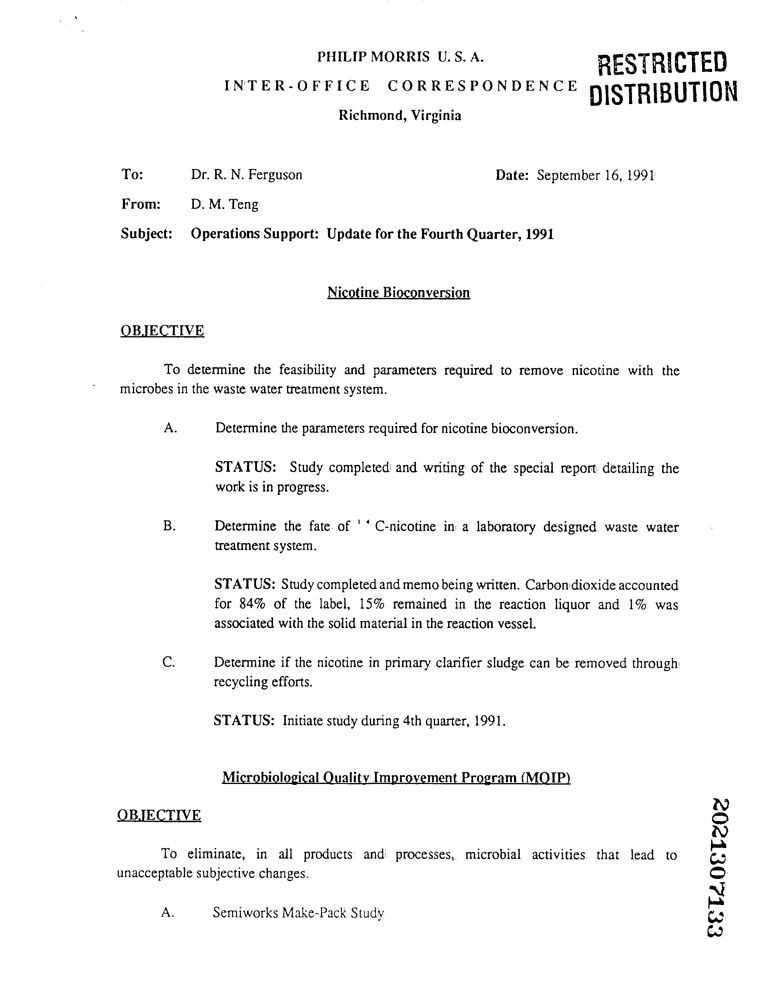 PHILIP MORRIS U. S. A.
INTER-OFFICE CORRESPONDENCE
Richmond, Virginia
RESTRICTED
DISTRIBUTION
To: Dr. R. N. Ferguson Date: September 16, 1991
From: D. M. Teng
Subject: Operations Support: Update for the Fourth Quarter, 1991
Nicotine Bioconversion
OBJECTIVE
To determine the feasibility and parameters required to remove nicotine with the
microbes in the waste water treatment system.
A. Determine the parameters required for nicotine bioconversion.
STATUS: Study completed and writing of the special report detailing the
work is in progress.
B. Determine the fate of ¹⁴C-nicotine in a laboratory designed waste water
treatment system.
STATUS: Study completed and memo being written. Carbon dioxide accounted
for 84% of the label, 15% remained in the reaction liquor and 1% was
associated with the solid material in the reaction vessel.
C. Determine if the nicotine in primary clarifier sludge can be removed through
recycling efforts.
STATUS: Initiate study during 4th quarter, 1991.
Microbiological Quality Improvement Program (MQIP)
OBJECTIVE
To eliminate, in all products and processes, microbial activities that lead to
unacceptable subjective changes.
A. Semiworks Make-Pack Study
2021307133